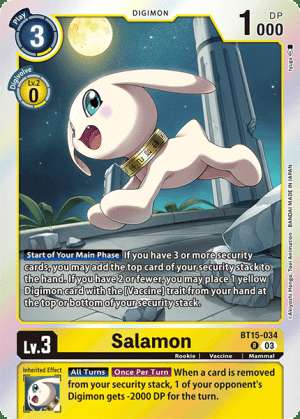 DIGIMON
Play
3
DP
1000
Digivolve
Lv.2
0
Start of Your Main Phase If you have 3 or more security
cards, you may add the top card of your security stack to
the hand. If you have 2 or fewer, you may place 1 yellow
Digimon card with the [Vaccine] trait from your hand at
the top or bottom of your security stack.
©Akiyoshi Hongo, Toei Animation · BANDAI MADE IN JAPAN
Lv.3
Salamon
BT15-034
03
Rookie | Vaccine | Mammal
Inherited Effect
All Turns Once Per Turn When a card is removed
from your security stack, 1 of your opponent's
Digimon gets -2000 DP for the turn.